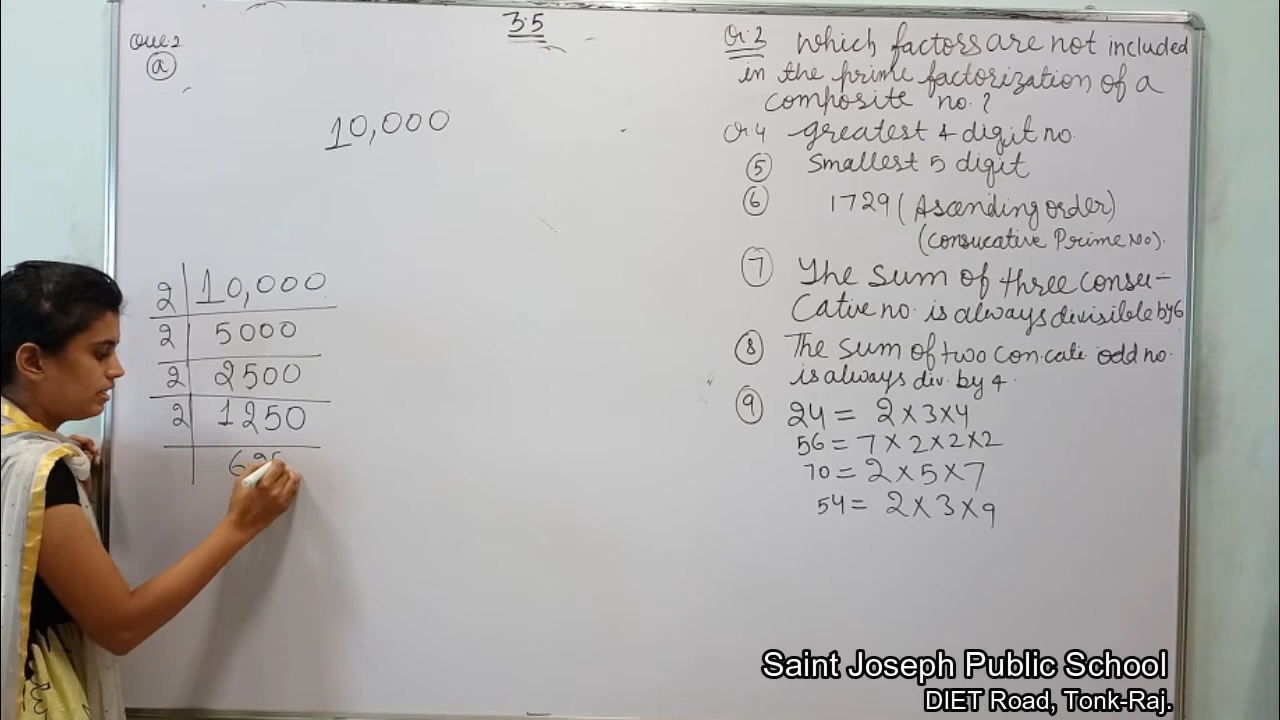 Que.2
(a)
3.5
10,000
2 | 10,000
2 | 5000
2 | 2500
2 | 1250
Q.3 Which factors are not included
in the prime factorization of a
composite no. ?
Q.4 greatest 4 digit no.
(5) Smallest 5 digit
(6) 1729 (Ascending order)
(consucative Prime No).
(7) The sum of three consu-
cative no. is always divisible by 6
(8) The sum of two con.cati odd no.
is always div. by 4.
(9) 24 = 2×3×4
56 = 7×2×2×2
70 = 2×5×7
54 = 2×3×9
Saint Joseph Public School
DIET Road, Tonk-Raj.